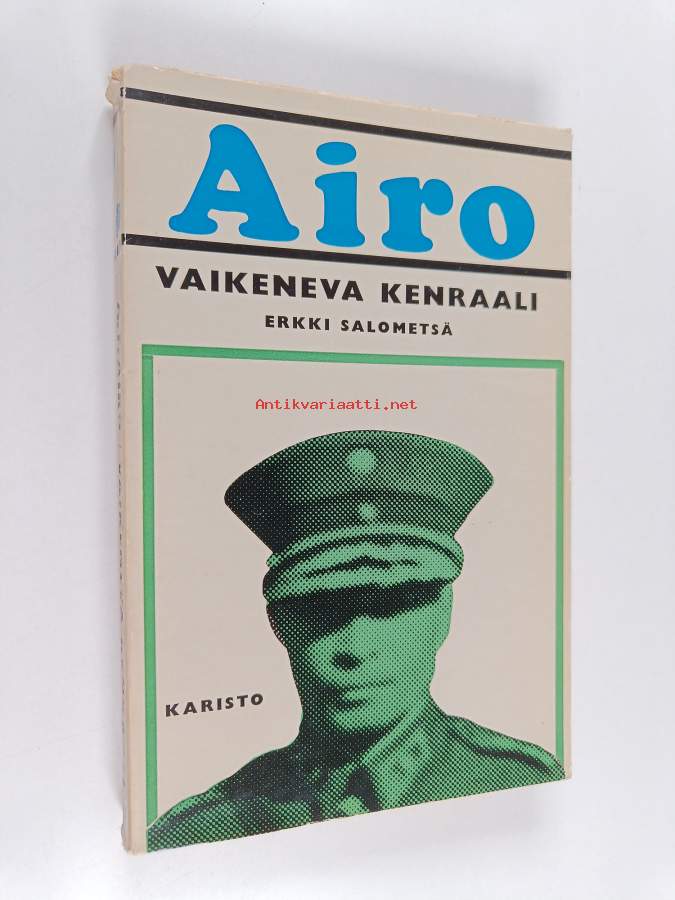 Airo
VAIKENEVA KENRAALI
ERKKI SALOMETSÄ
Antikvariaatti.net
KARISTO